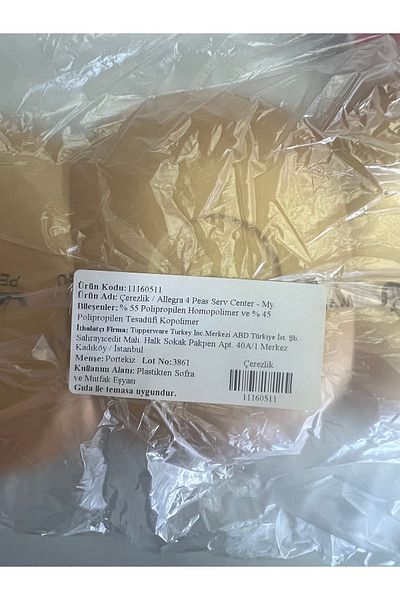 Ürün Kodu: 11160511
Ürün Adı: Çerezlik / Allegra 4 Peas Serv Center - My.
Bileşenler: % 55 Polipropilen Homopolimer ve % 45
Polipropilen Tesadüfi Kopolimer
İthalatçı Firma: Tupperware Turkey Inc.Merkezi ABD Türkiye İst. Şb.
Sahrayıcedit Mah. Halk Sokak Pakpen Apt. 40A/1 Merkez
Kadıköy / İstanbul
Menşe: Portekiz Lot No:3861
Kullanım Alanı: Plastikten Sofra
ve Mutfak Eşyası
Gıda ile temasa uygundur.
Çerezlik
11160511